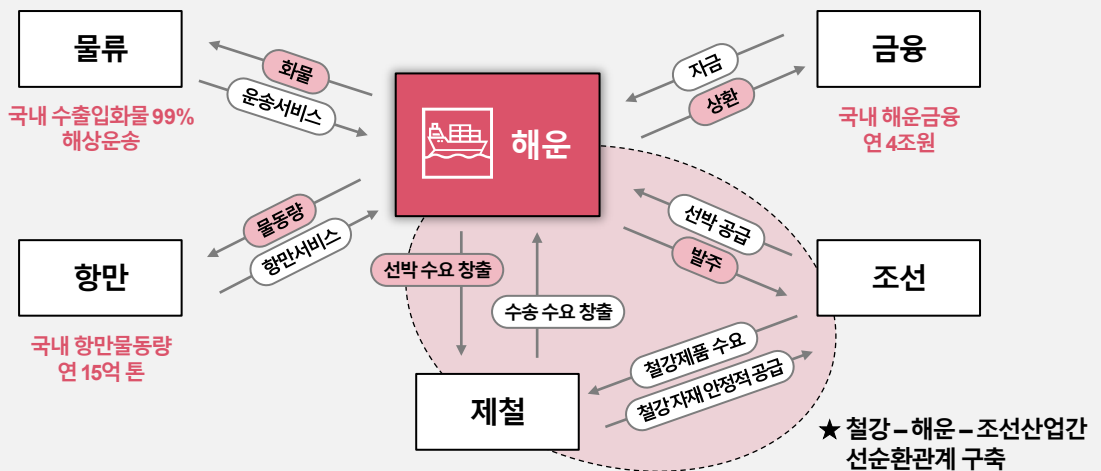 물류
국내 수출입화물 99%
해상운송
화물
운송서비스
금융
국내 해운금융
연 4조원
자금
상환
해운
물동량
항만서비스
항만
국내 항만물동량
연 15억 톤
선박 수요 창출
수송 수요 창출
선박 공급
발주
조선
제철
철강제품 수요
철강 자재 안정적 공급
★ 철강 – 해운 – 조선산업간
선순환관계 구축